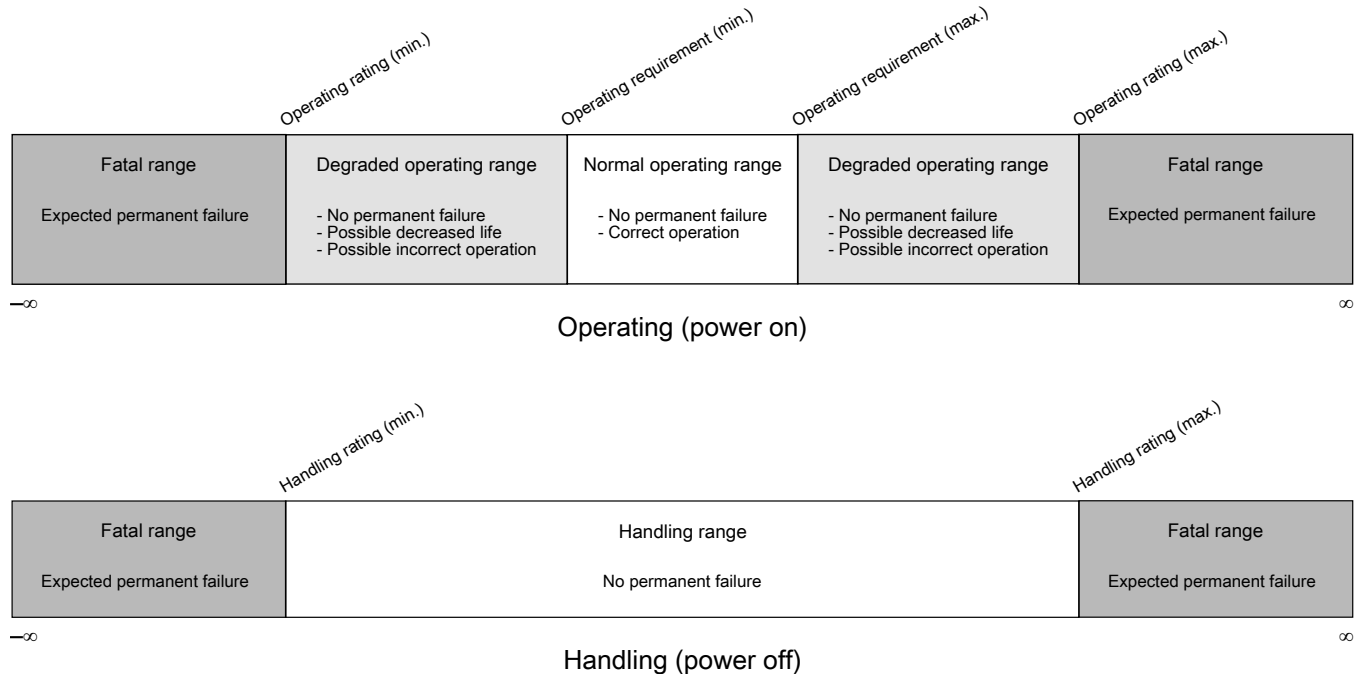 Operating rating (min.)
Operating requirement (min.)
Operating requirement (max.)
Operating rating (max.)
Fatal range
Expected permanent failure
Degraded operating range
- No permanent failure
- Possible decreased life
- Possible incorrect operation
Normal operating range
- No permanent failure
- Correct operation
Degraded operating range
- No permanent failure
- Possible decreased life
- Possible incorrect operation
Fatal range
Expected permanent failure
–∞
∞
Operating (power on)
Handling rating (min.)
Handling rating (max.)
Fatal range
Expected permanent failure
Handling range
No permanent failure
Fatal range
Expected permanent failure
–∞
∞
Handling (power off)